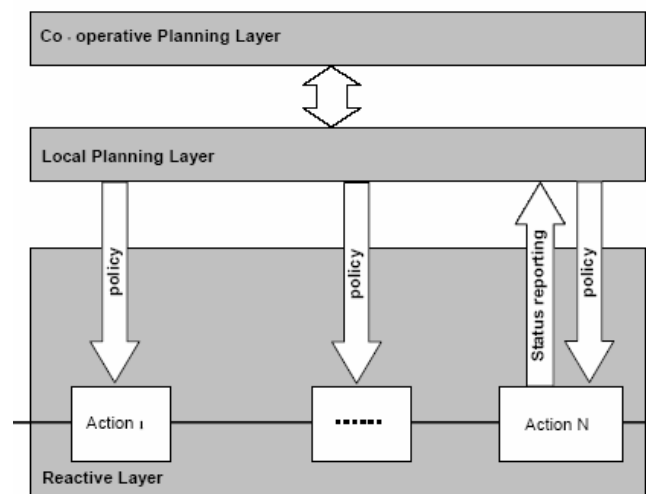 Co - operative Planning Layer
Local Planning Layer
policy
policy
Status reporting
policy
Action 1
......
Action N
Reactive Layer